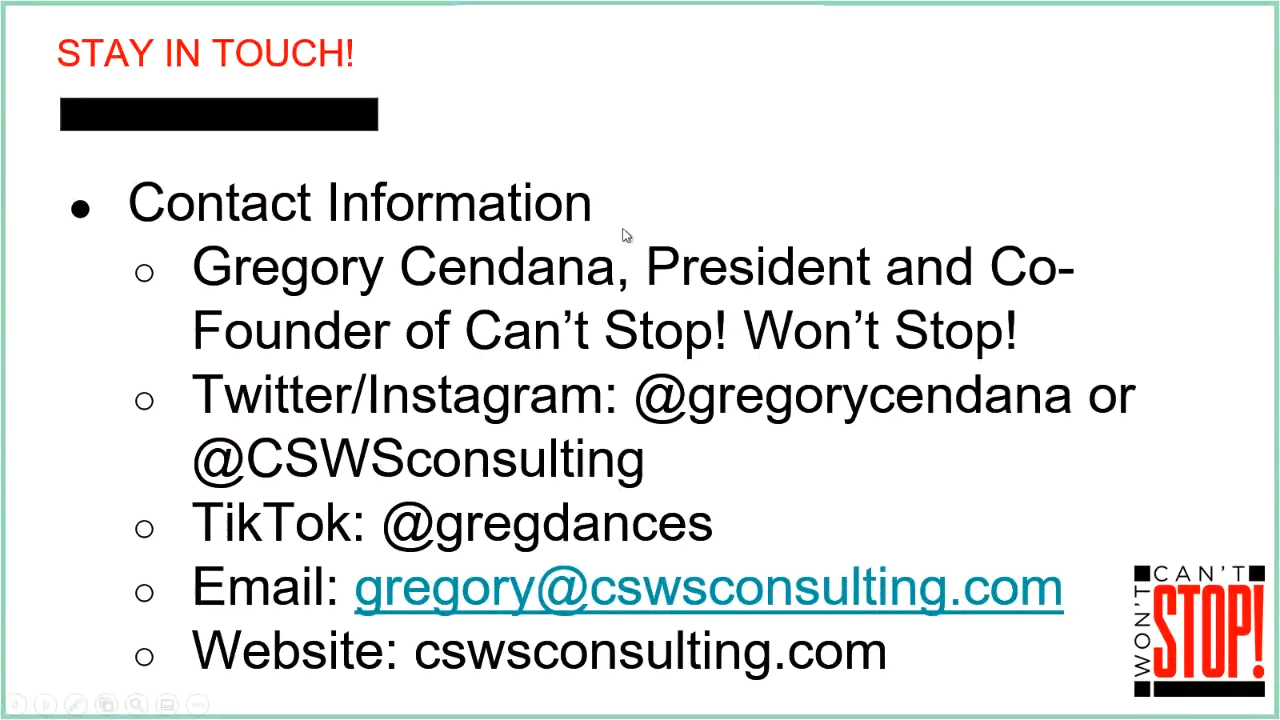 STAY IN TOUCH!
● Contact Information
○ Gregory Cendana, President and Co-
Founder of Can’t Stop! Won’t Stop!
○ Twitter/Instagram: @gregorycendana or
@CSWSconsulting
○ TikTok: @gregdances
○ Email: gregory@cswsconsulting.com
○ Website: cswsconsulting.com
CAN'T
WON'T
STOP!